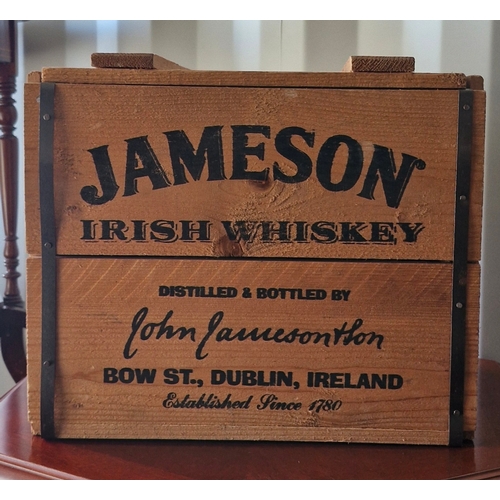 JAMESON
IRISH WHISKEY
DISTILLED & BOTTLED BY
John Jameson & Son
BOW ST., DUBLIN, IRELAND
Established Since 1780